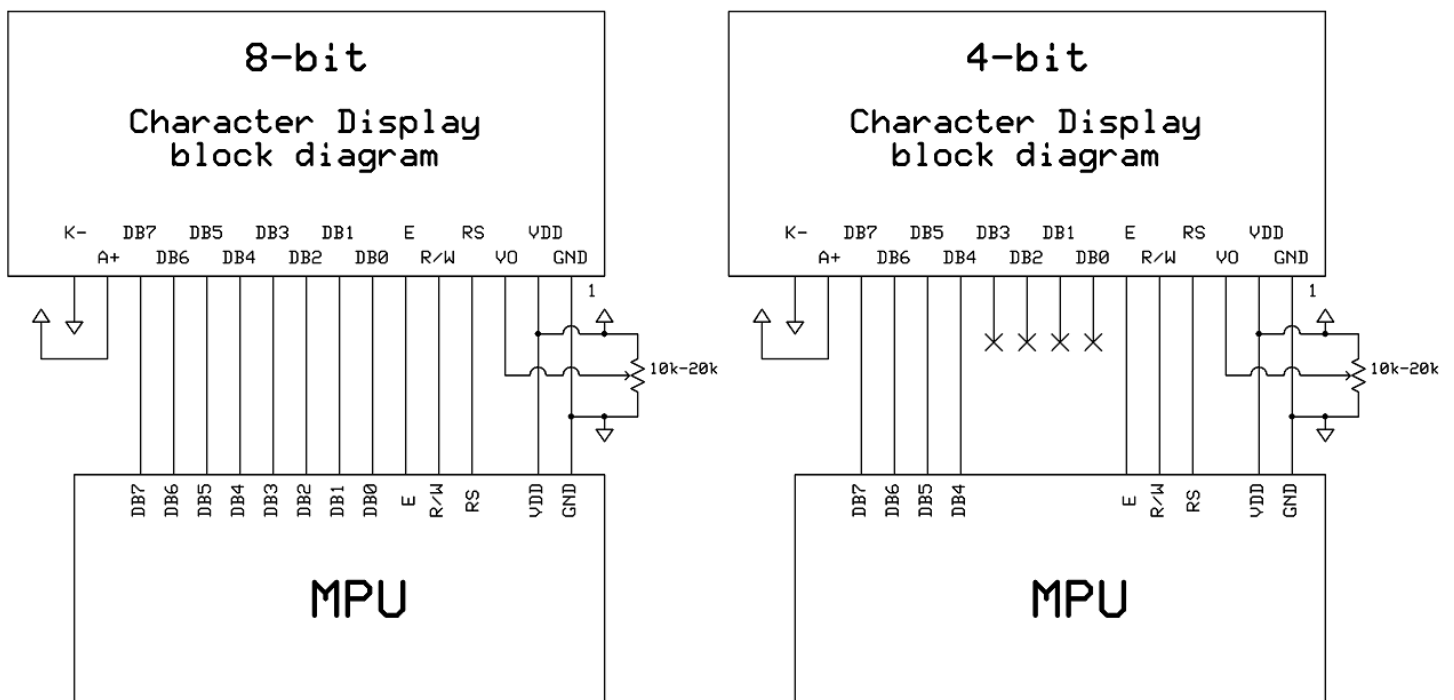 8-bit
Character Display
block diagram
K- DB7 DB5 DB3 DB1 E RS VDD
A+ DB6 DB4 DB2 DB0 R/W VO GND
1
10k-20k
DB7 DB6 DB5 DB4 DB3 DB2 DB1 DB0 E R/W RS VDD GND
MPU
4-bit
Character Display
block diagram
K- DB7 DB5 DB3 DB1 E RS VDD
A+ DB6 DB4 DB2 DB0 R/W VO GND
1
10k-20k
DB7 DB6 DB5 DB4 E R/W RS VDD GND
MPU